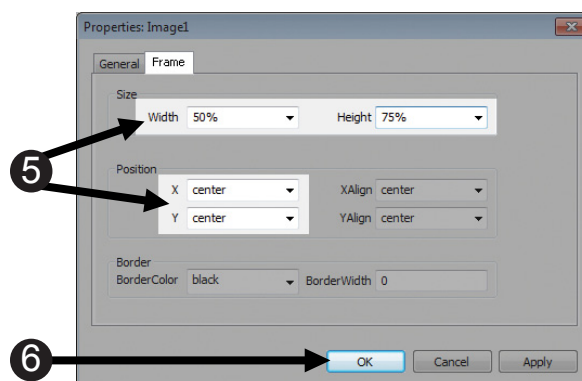 Properties: Image1
General Frame
Size
Width 50% Height 75%
5
Position
X center XAlign center
Y center YAlign center
Border
BorderColor black BorderWidth 0
6
OK Cancel Apply